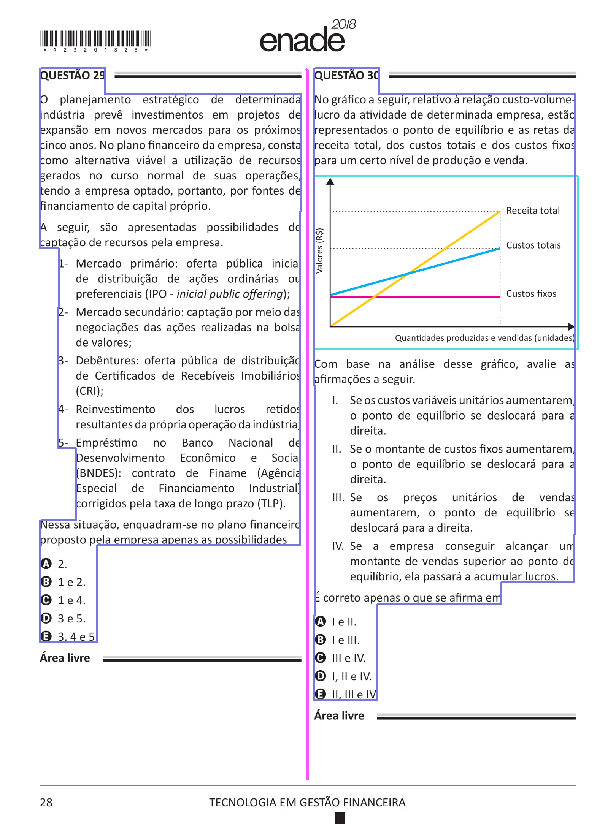 *R2920182​8*
enade2018
QUESTÃO 29
O planejamento estratégico de determinada
indústria prevê investimentos em projetos de
expansão em novos mercados para os próximos
cinco anos. No plano financeiro da empresa, consta
como alternativa viável a utilização de recursos
gerados no curso normal de suas operações,
tendo a empresa optado, portanto, por fontes de
financiamento de capital próprio.
A seguir, são apresentadas possibilidades de
captação de recursos pela empresa.
1- Mercado primário: oferta pública inicial
de distribuição de ações ordinárias ou
preferenciais (IPO - inicial public offering);
2- Mercado secundário: captação por meio das
negociações das ações realizadas na bolsa
de valores;
3- Debêntures: oferta pública de distribuição
de Certificados de Recebíveis Imobiliários
(CRI);
4- Reinvestimento dos lucros retidos
resultantes da própria operação da indústria;
5- Empréstimo no Banco Nacional de
Desenvolvimento Econômico e Social
(BNDES): contrato de Finame (Agência
Especial de Financiamento Industrial)
corrigidos pela taxa de longo prazo (TLP).
Nessa situação, enquadram-se no plano financeiro
proposto pela empresa apenas as possibilidades
A 2.
B 1 e 2.
C 1 e 4.
D 3 e 5.
E 3, 4 e 5.
Área livre
QUESTÃO 30
No gráfico a seguir, relativo à relação custo-volume-
lucro da atividade de determinada empresa, estão
representados o ponto de equilíbrio e as retas da
receita total, dos custos totais e dos custos fixos
para um certo nível de produção e venda.
Valores (R$)
Receita total
Custos totais
Custos fixos
Quantidades produzidas e vendidas (unidades)
Com base na análise desse gráfico, avalie as
afirmações a seguir.
I. Se os custos variáveis unitários aumentarem,
o ponto de equilíbrio se deslocará para a
direita.
II. Se o montante de custos fixos aumentarem,
o ponto de equilíbrio se deslocará para a
direita.
III. Se os preços unitários de vendas
aumentarem, o ponto de equilíbrio se
deslocará para a direita.
IV. Se a empresa conseguir alcançar um
montante de vendas superior ao ponto de
equilíbrio, ela passará a acumular lucros.
É correto apenas o que se afirma em
A I e II.
B I e III.
C III e IV.
D I, II e IV.
E II, III e IV.
Área livre
28
TECNOLOGIA EM GESTÃO FINANCEIRA